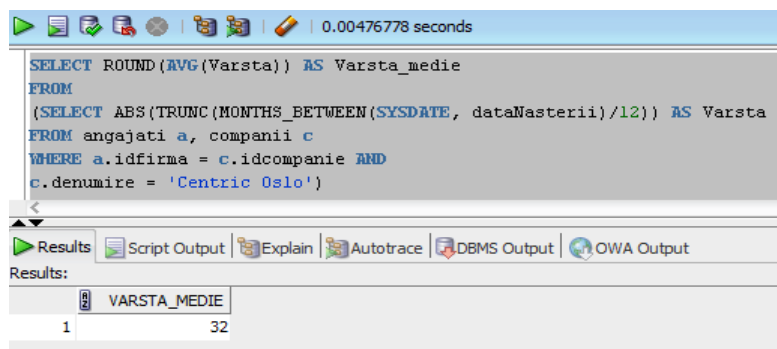 0.00476778 seconds
SELECT ROUND(AVG(Varsta)) AS Varsta_medie
FROM
(SELECT ABS(TRUNC(MONTHS_BETWEEN(SYSDATE, dataNasterii)/12)) AS Varsta
FROM angajati a, companii c
WHERE a.idfirma = c.idcompanie AND
c.denumire = 'Centric Oslo')
Results Script Output Explain Autotrace DBMS Output OWA Output
Results:
VARSTA_MEDIE
1 32